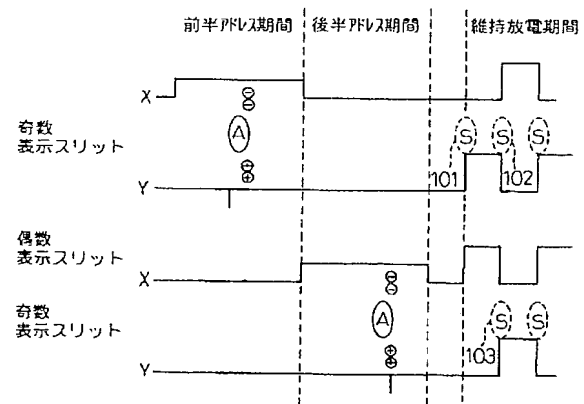 前半アドレス期間 後半アドレス期間 維持放電期間
X
⊖
⊖
奇数
表示スリット
A
S S S
⊕
⊕
101 102
Y
偶数
表示スリット
X
⊖
⊖
奇数
表示スリット
A
S S
⊕
⊕
103
Y